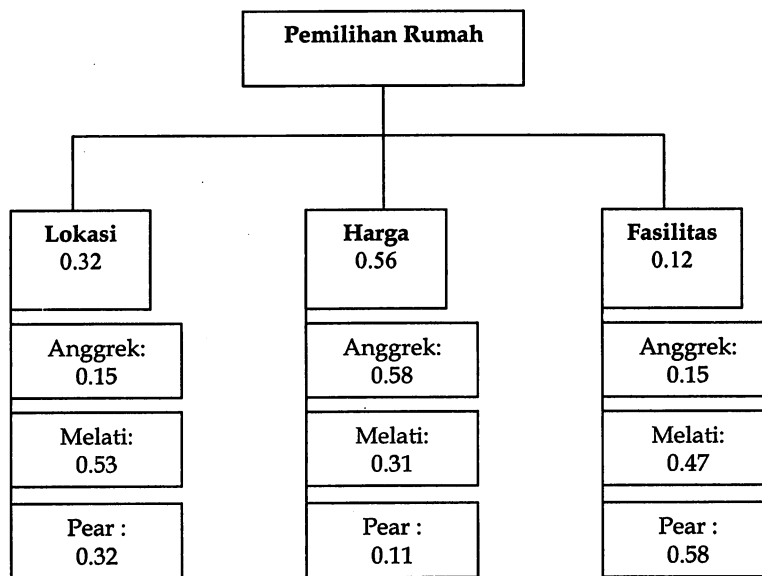 Pemilihan Rumah
Lokasi
0.32
Harga
0.56
Fasilitas
0.12
Anggrek:
0.15
Anggrek:
0.58
Anggrek:
0.15
Melati:
0.53
Melati:
0.31
Melati:
0.47
Pear :
0.32
Pear :
0.11
Pear :
0.58